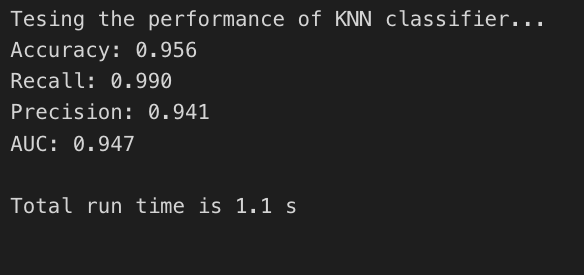 Tesing the performance of KNN classifier...
Accuracy: 0.956
Recall: 0.990
Precision: 0.941
AUC: 0.947
Total run time is 1.1 s